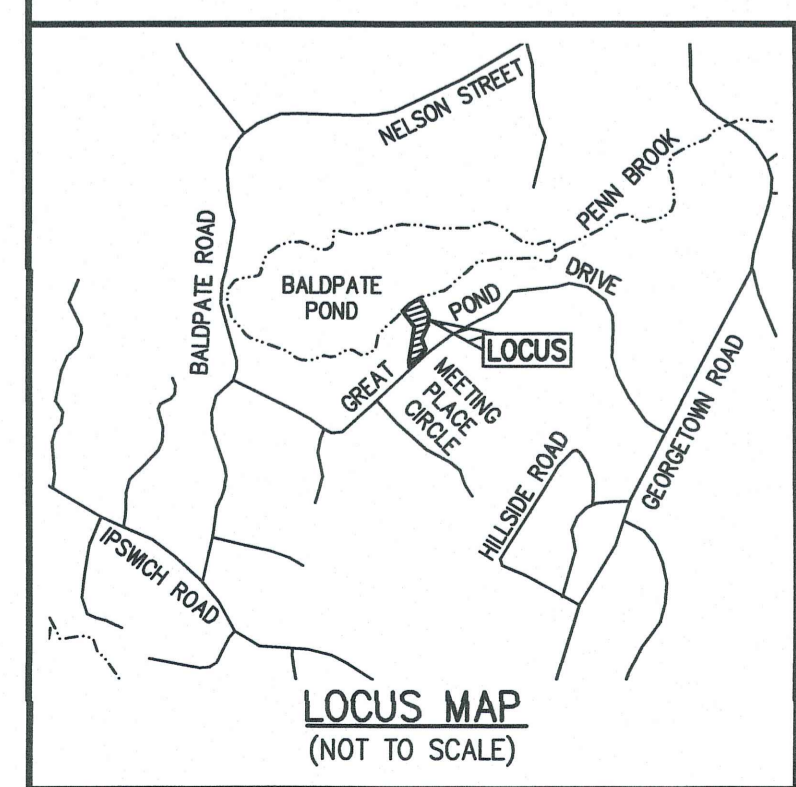 NELSON STREET
PENN BROOK
BALDPATE ROAD
BALDPATE
POND
DRIVE
POND
GREAT
LOCUS
MEETING
PLACE
CIRCLE
GEORGETOWN ROAD
HILLSIDE ROAD
IPSWICH ROAD
LOCUS MAP
(NOT TO SCALE)